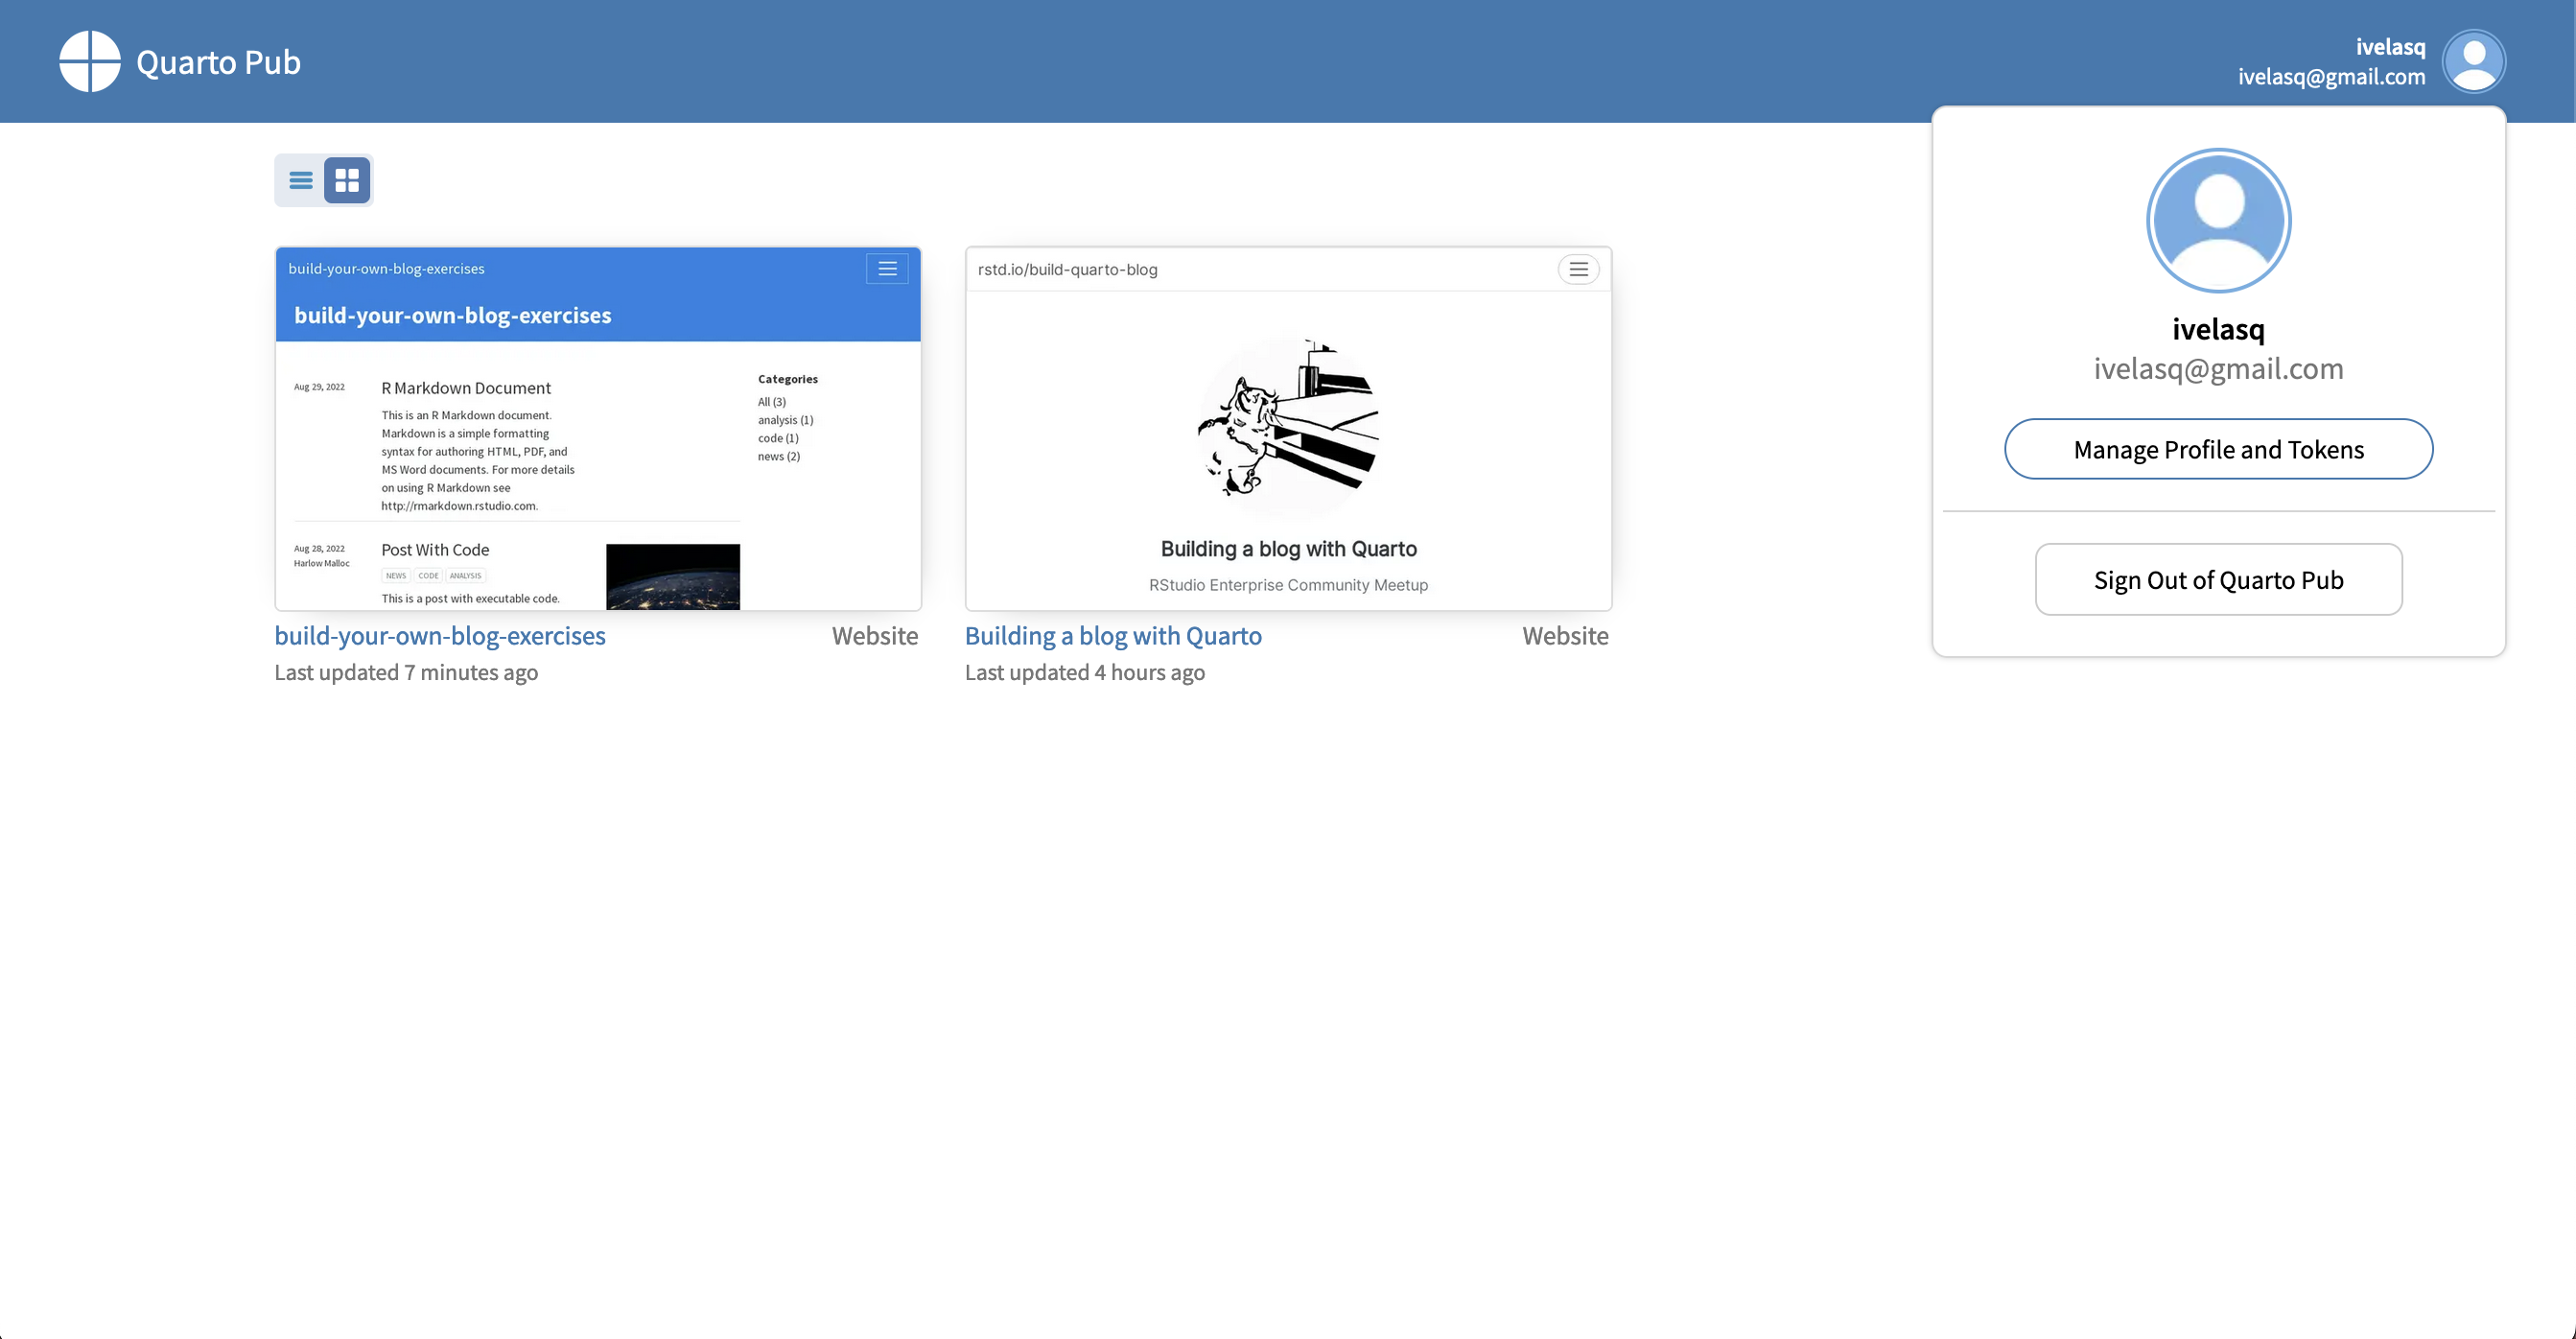 Quarto Pub
ivelasq
ivelasq@gmail.com
build-your-own-blog-exercises
build-your-own-blog-exercises
Aug 29, 2022
R Markdown Document
This is an R Markdown document.
Markdown is a simple formatting
syntax for authoring HTML, PDF, and
MS Word documents. For more details
on using R Markdown see
http://rmarkdown.rstudio.com.
Categories
All (3)
analysis (1)
code (1)
news (2)
Aug 28, 2022
Harlow Malloc
Post With Code
NEWS CODE ANALYSIS
This is a post with executable code.
build-your-own-blog-exercises Website
Last updated 7 minutes ago
rstd.io/build-quarto-blog
Building a blog with Quarto
RStudio Enterprise Community Meetup
Building a blog with Quarto Website
Last updated 4 hours ago
ivelasq
ivelasq@gmail.com
Manage Profile and Tokens
Sign Out of Quarto Pub